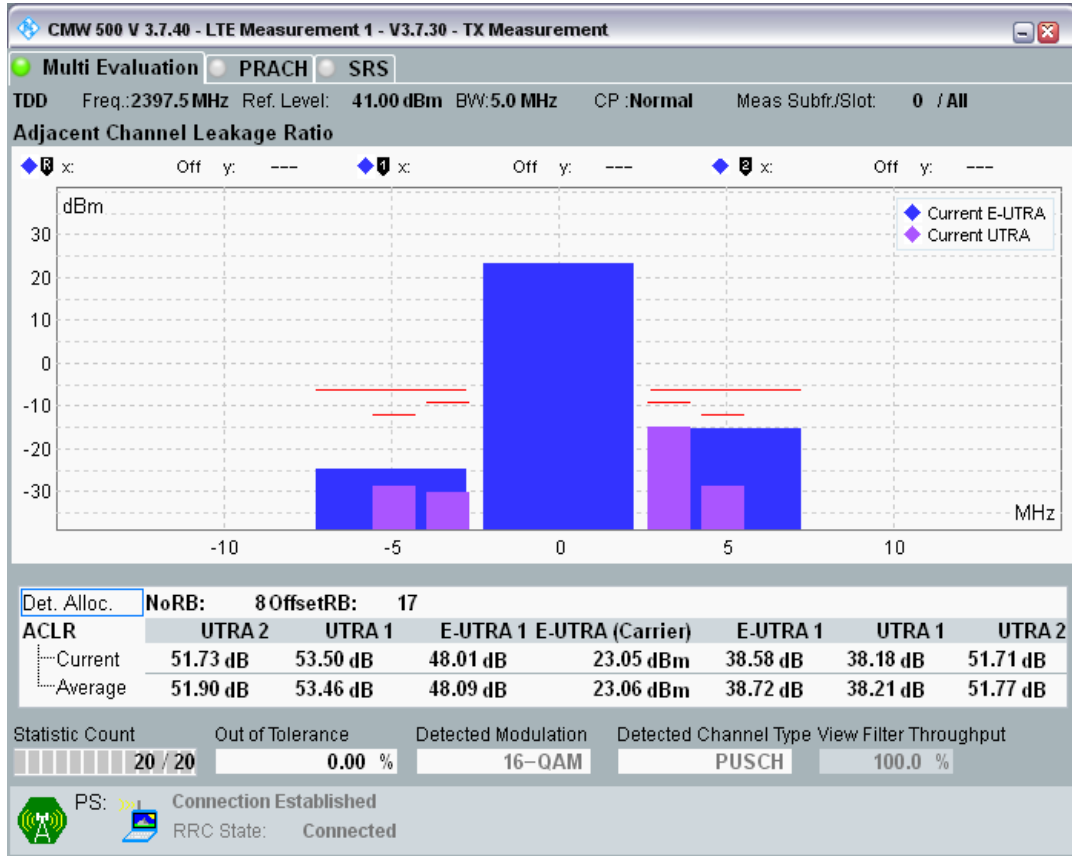 CMW 500 V 3.7.40 - LTE Measurement 1 - V3.7.30 - TX Measurement
Multi Evaluation PRACH SRS
TDD Freq.:2397.5 MHz Ref. Level: 41.00 dBm BW:5.0 MHz CP :Normal Meas Subfr./Slot: 0 / All
Adjacent Channel Leakage Ratio
R x: Off y: --- 1 x: Off y: --- 2 x: Off y: ---
dBm
Current E-UTRA
Current UTRA
30
20
10
0
-10
-20
-30
MHz
-10 -5 0 5 10
Det. Alloc. NoRB: 8 OffsetRB: 17
ACLR UTRA 2 UTRA 1 E-UTRA 1 E-UTRA (Carrier) E-UTRA 1 UTRA 1 UTRA 2
Current 51.73 dB 53.50 dB 48.01 dB 23.05 dBm 38.58 dB 38.18 dB 51.71 dB
Average 51.90 dB 53.46 dB 48.09 dB 23.06 dBm 38.72 dB 38.21 dB 51.77 dB
Statistic Count Out of Tolerance Detected Modulation Detected Channel Type View Filter Throughput
20 / 20 0.00 % 16-QAM PUSCH 100.0 %
PS: Connection Established
RRC State: Connected